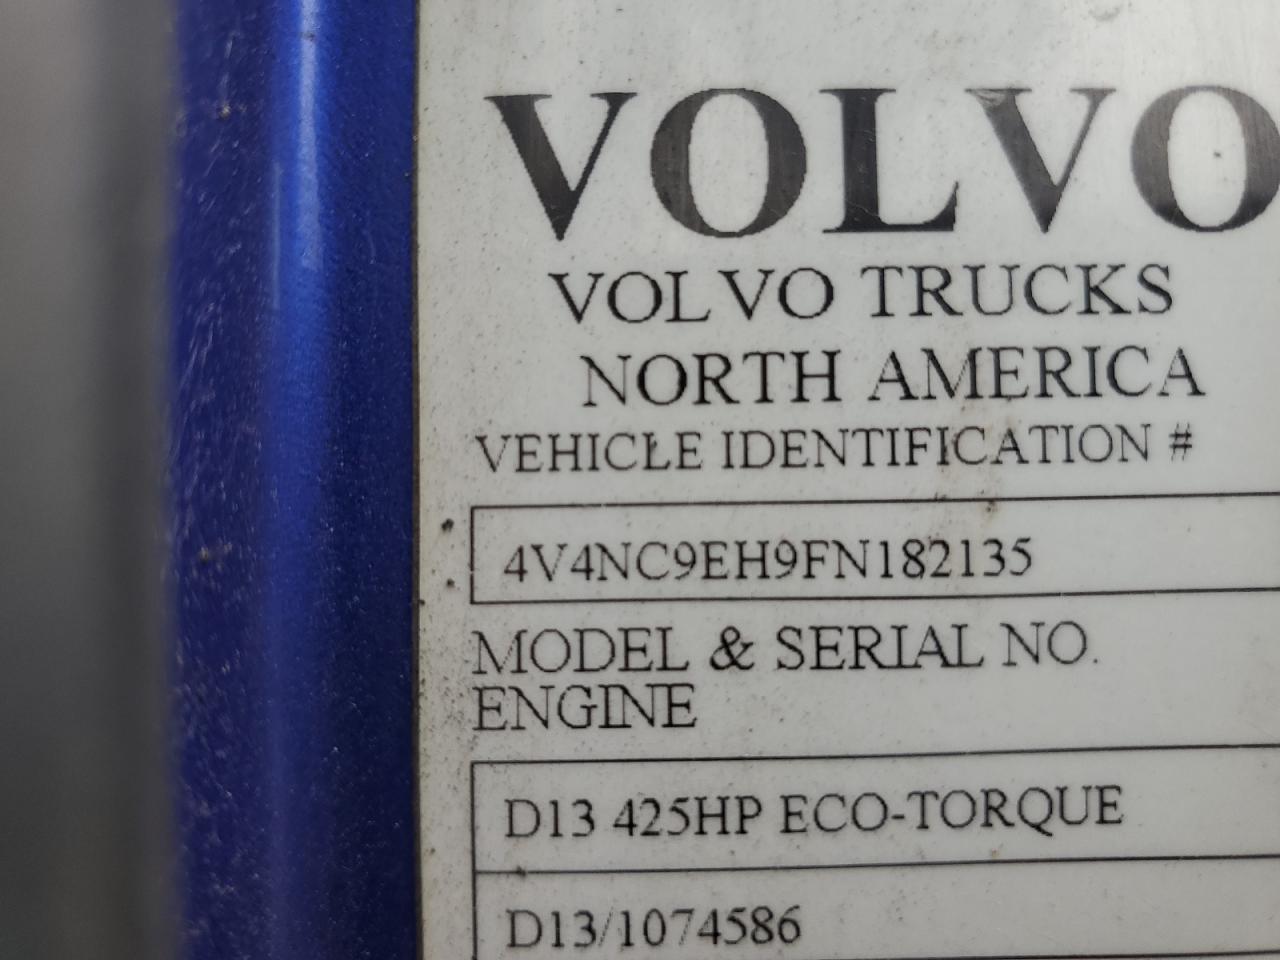 VOLVO
VOLVO TRUCKS
NORTH AMERICA
VEHICLE IDENTIFICATION #
4V4NC9EH9FN182135
MODEL & SERIAL NO.
ENGINE
D13 425HP ECO-TORQUE
D13/1074586